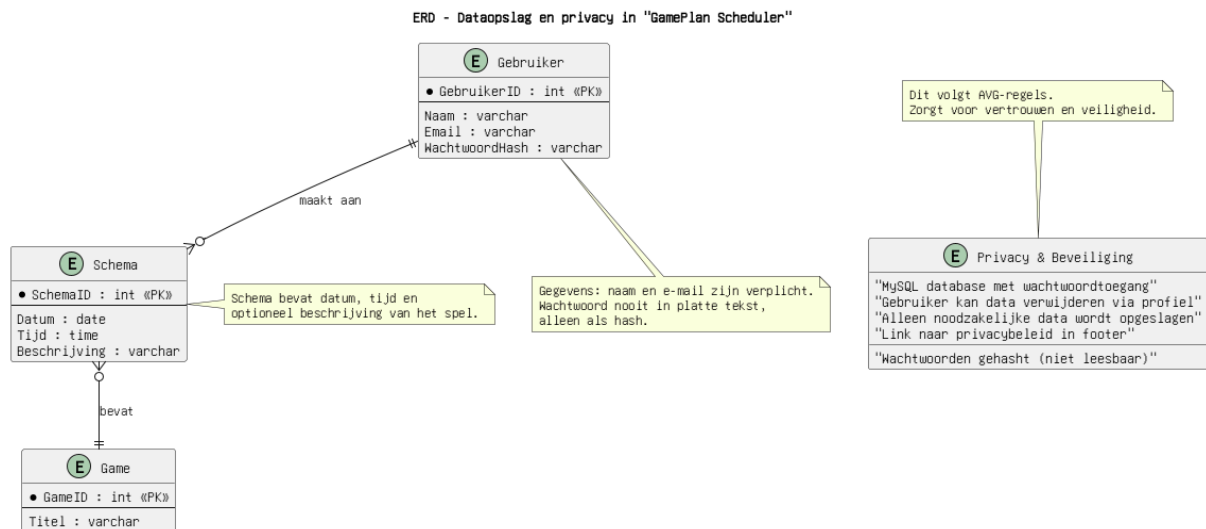 ERD - Dataopslag en privacy in "GamePlan Scheduler"
E Gebruiker
GebruikerID : int «PK»
Naam : varchar
Email : varchar
WachtwoordHash : varchar
Dit volgt AVG-regels.
Zorgt voor vertrouwen en veiligheid.
maakt aan
E Schema
SchemaID : int «PK»
Datum : date
Tijd : time
Beschrijving : varchar
Schema bevat datum, tijd en
optioneel beschrijving van het spel.
Gegevens: naam en e-mail zijn verplicht.
Wachtwoord nooit in platte tekst,
alleen als hash.
E Privacy & Beveiliging
"MySQL database met wachtwoordtoegang"
"Gebruiker kan data verwijderen via profiel"
"Alleen noodzakelijke data wordt opgeslagen"
"Link naar privacybeleid in footer"
"Wachtwoorden gehasht (niet leesbaar)"
bevat
E Game
GameID : int «PK»
Titel : varchar